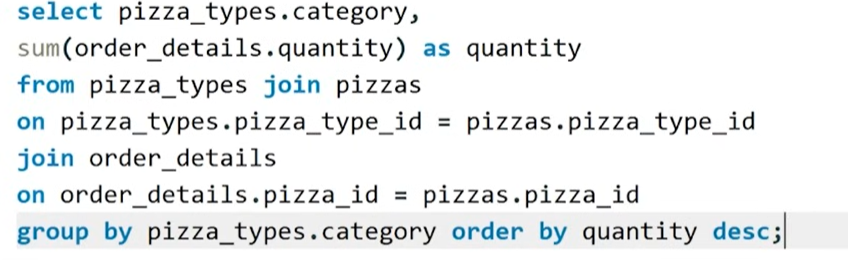 select pizza_types.category,
sum(order_details.quantity) as quantity
from pizza_types join pizzas
on pizza_types.pizza_type_id = pizzas.pizza_type_id
join order_details
on order_details.pizza_id = pizzas.pizza_id
group by pizza_types.category order by quantity desc;